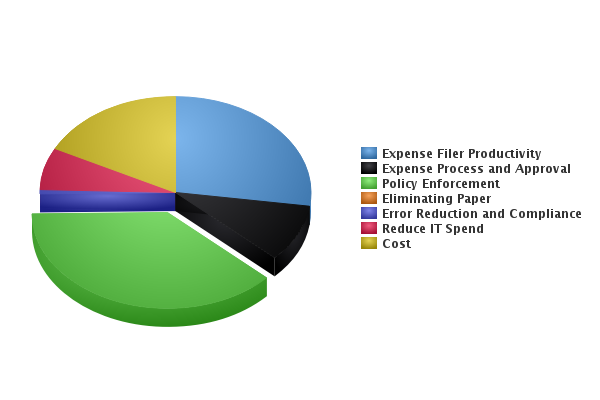 Expense Filer Productivity
Expense Process and Approval
Policy Enforcement
Eliminating Paper
Error Reduction and Compliance
Reduce IT Spend
Cost